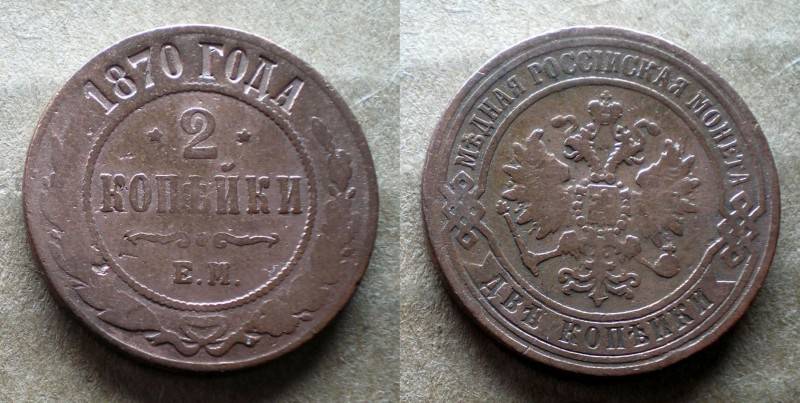 1870 ГОДА
2
КОПѢЙКИ
Е.М.
МѢДНАЯ РОССІЙСКАЯ МОНЕТА
ДВѢ КОПѢЙКИ